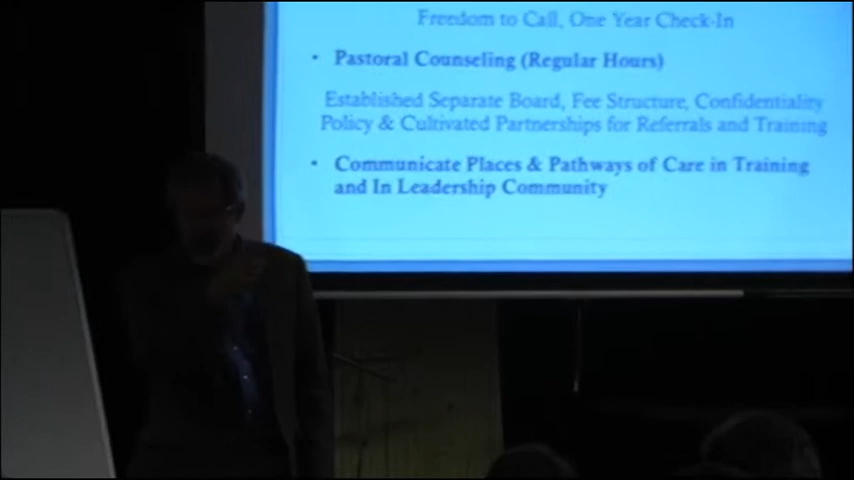 Freedom to Call, One Year Check-In
• Pastoral Counseling (Regular Hours)
Established Separate Board, Fee Structure, Confidentiality
Policy & Cultivated Partnerships for Referrals and Training
• Communicate Places & Pathways of Care in Training
and In Leadership Community